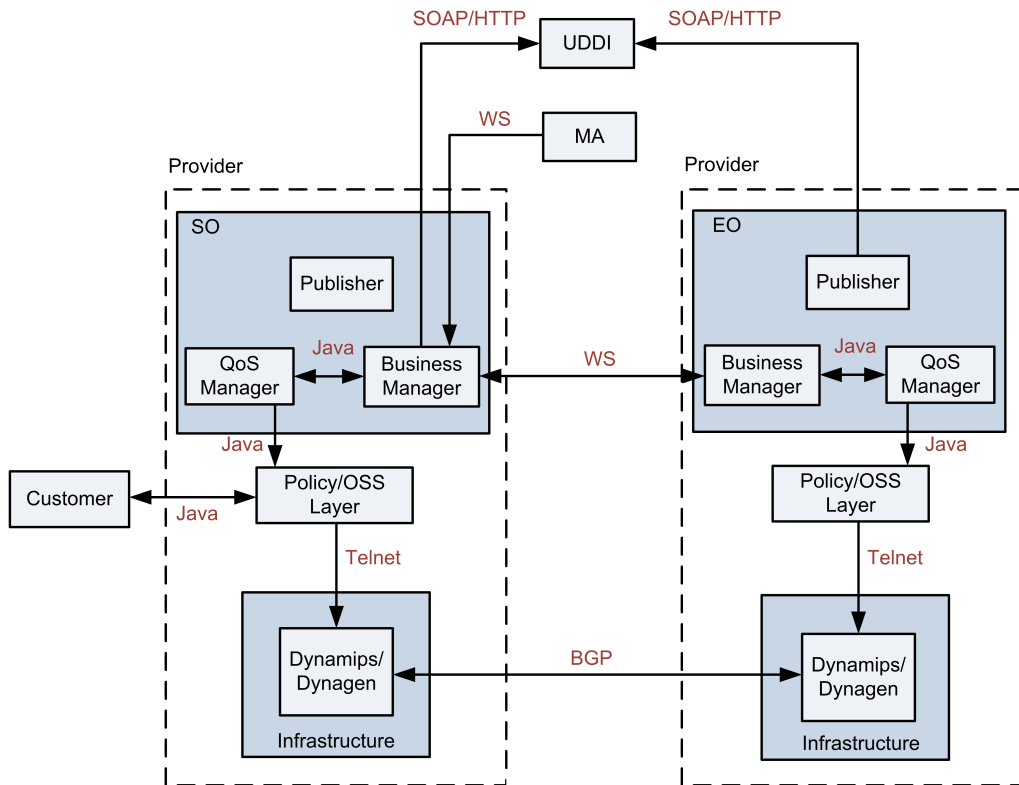 SOAP/HTTP
SOAP/HTTP
UDDI
WS
MA
Provider
Provider
SO
EO
Publisher
Publisher
QoS
Manager
Java
Business
Manager
WS
Business
Manager
Java
QoS
Manager
Java
Java
Customer
Java
Policy/OSS
Layer
Policy/OSS
Layer
Telnet
Telnet
Dynamips/
Dynagen
BGP
Dynamips/
Dynagen
Infrastructure
Infrastructure